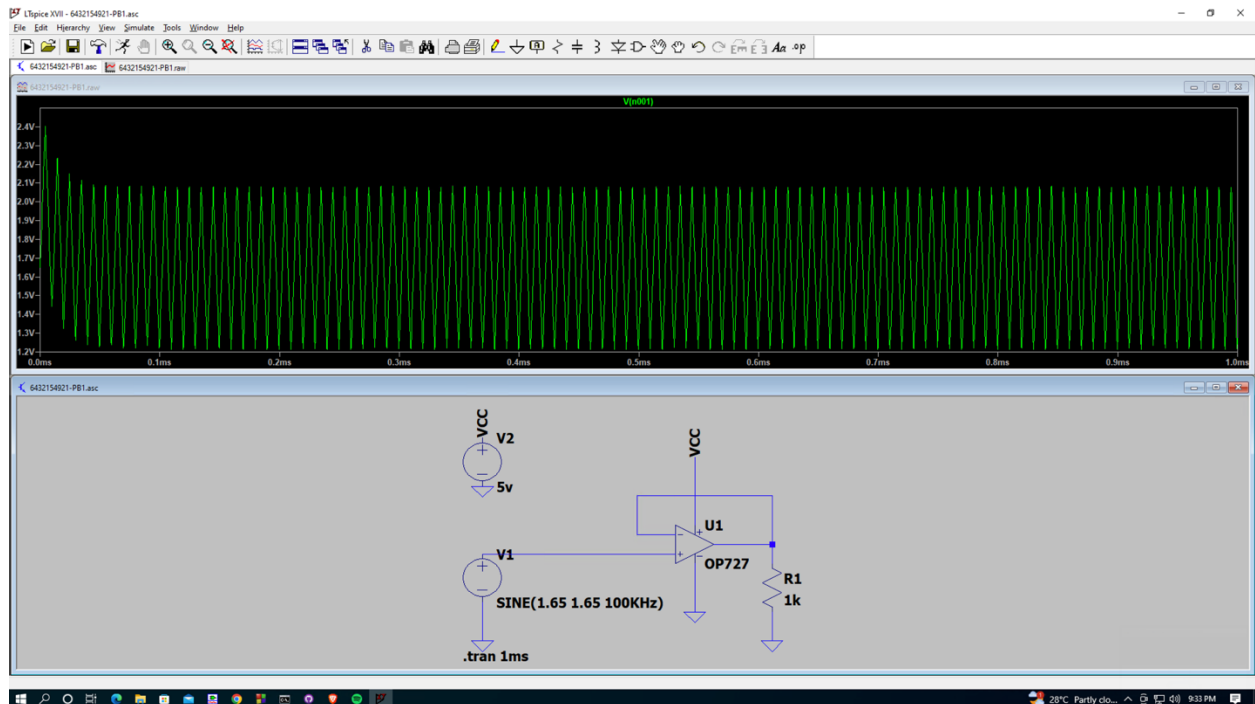 LTspice XVII - 6432154921-PB1.asc
File Edit Hierarchy View Simulate Tools Window Help
Aa .op
6432154921-PB1.asc 6432154921-PB1.raw
6432154921-PB1.raw
V(n001)
2.4V
2.3V
2.2V
2.1V
2.0V
1.9V
1.8V
1.7V
1.6V
1.5V
1.4V
1.3V
1.2V
0.0ms 0.1ms 0.2ms 0.3ms 0.4ms 0.5ms 0.6ms 0.7ms 0.8ms 0.9ms 1.0ms
6432154921-PB1.asc
VCC
V2
5v
VCC
U1
OP727
V1
SINE(1.65 1.65 100KHz)
R1
1k
.tran 1ms
28°C Partly clo... 9:33 PM